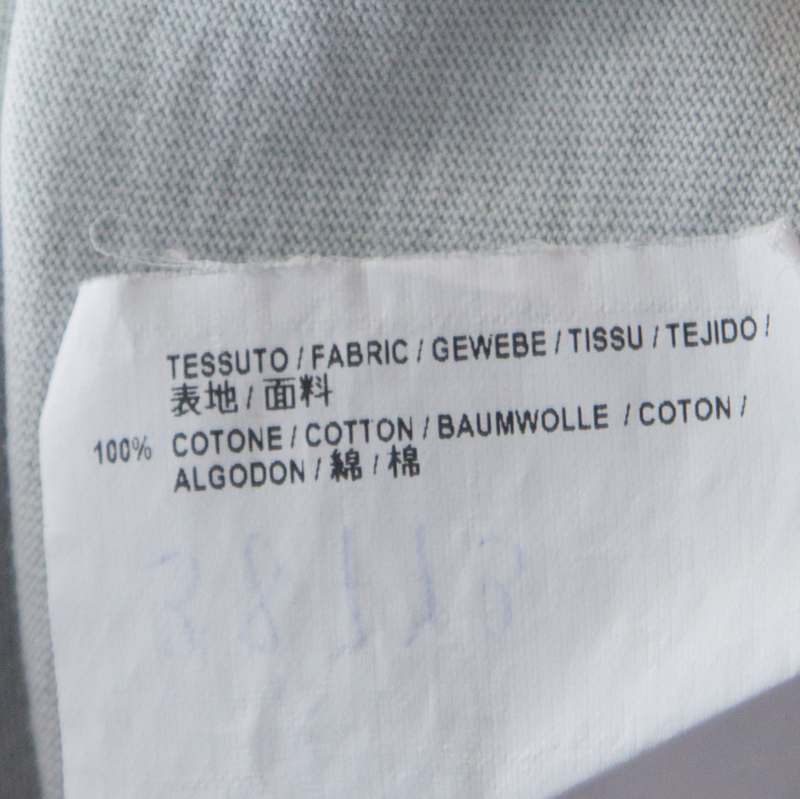 TESSUTO / FABRIC / GEWEBE / TISSU / TEJIDO /
表地 / 面料
100% COTONE / COTTON / BAUMWOLLE / COTON /
ALGODON / 綿 / 棉